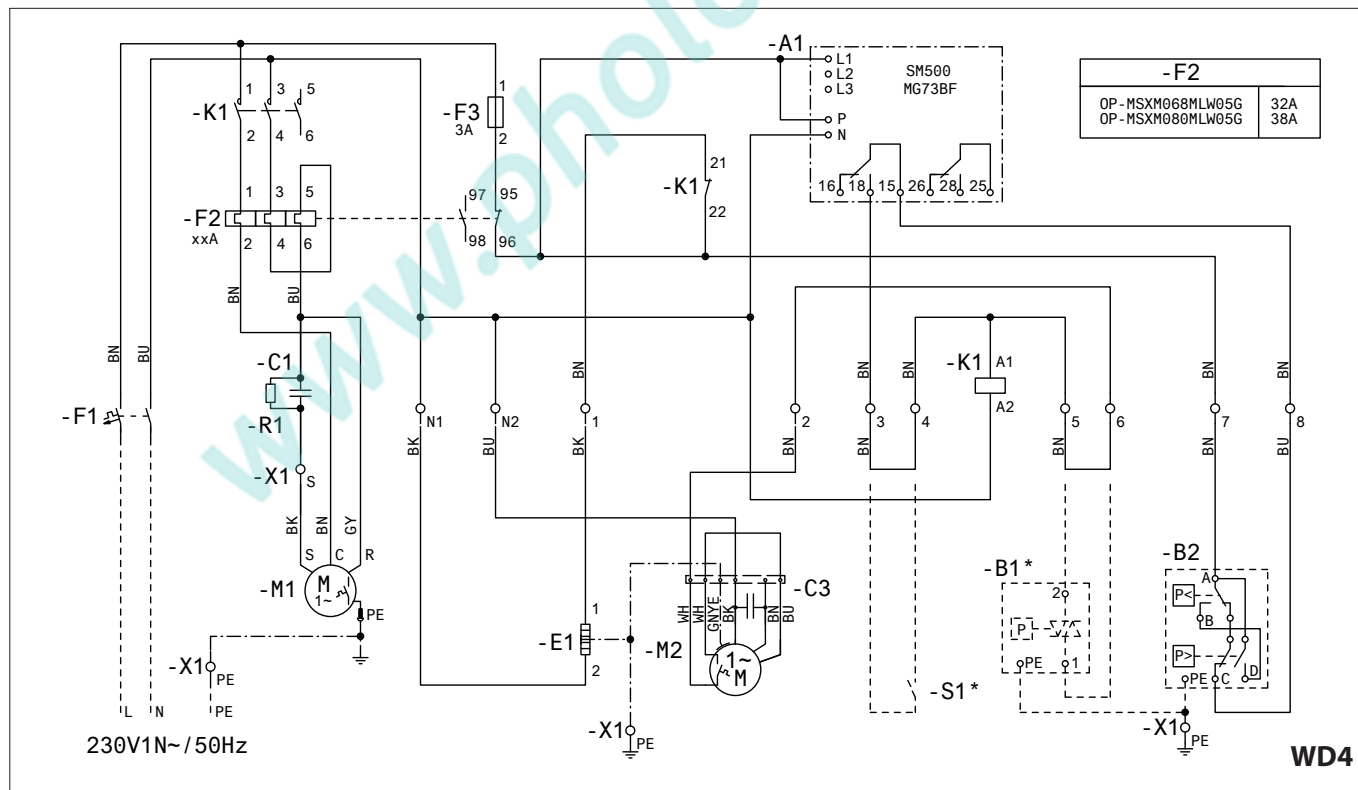 -A1
L1
L2
L3
SM500
MG73BF
P
N
16
18
15
26
28
25
-F2
OP-MSXM068MLW05G 32A
OP-MSXM080MLW05G 38A
1
3
5
-K1
2
4
6
1
-F3
3A
2
21
-K1
22
1
3
5
-F2
xxA
2
4
6
97
95
98
96
BN
BU
BN
BU
-C1
-R1
-F1
-X1
S
BK
BN
GY
S
C
R
-M1
M
1~
PE
-X1
PE
L
N
PE
230V1N~/50Hz
N1
BK
N2
BU
BN
1
BK
2
BN
BN
3
BN
BN
4
-K1
A1
A2
5
BN
6
BN
7
BN
BU
8
1
-E1
2
-M2
WH
WH
GNYE
BK
BN
BU
-C3
1~
M
-X1
PE
-S1*
-B1*
2
P
PE
1
-B2
A
P<
B
P>
PE
C
D
-X1
PE
WD4
www.pholo